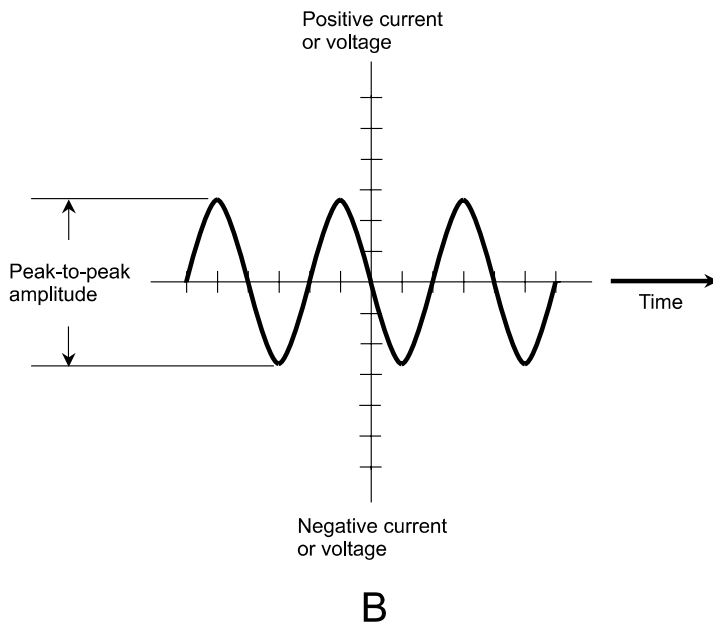 Positive current
or voltage
Peak-to-peak
amplitude
Time
Negative current
or voltage
B